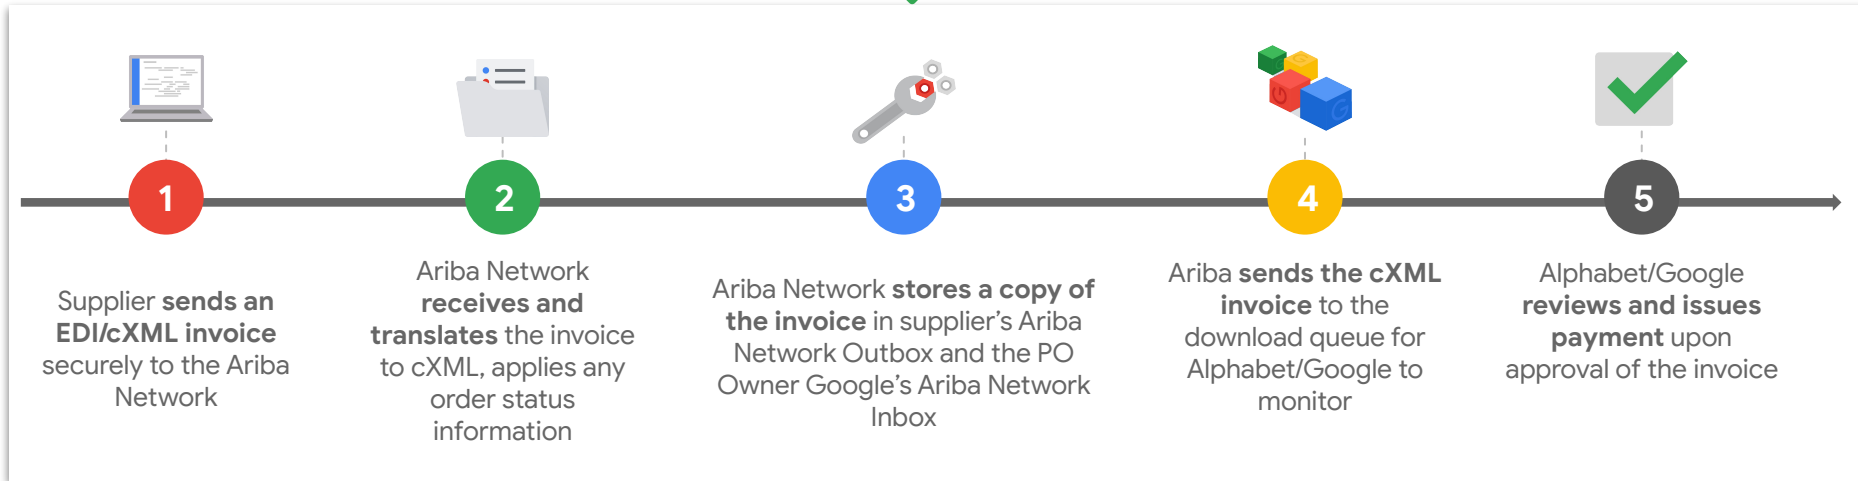 1
Supplier sends an
EDI/cXML invoice
securely to the Ariba
Network
2
Ariba Network
receives and
translates the invoice
to cXML, applies any
order status
information
3
Ariba Network stores a copy of
the invoice in supplier's Ariba
Network Outbox and the PO
Owner Google's Ariba Network
Inbox
4
Ariba sends the cXML
invoice to the
download queue for
Alphabet/Google to
monitor
5
Alphabet/Google
reviews and issues
payment upon
approval of the invoice